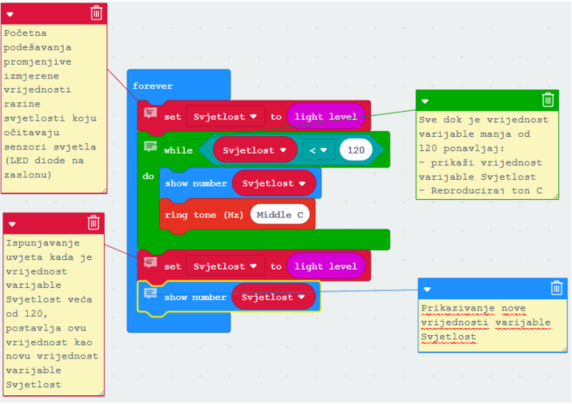 Početna
podešavanja
promjenjive
izmjerene
vrijednosti
razine
svjetlosti koju
očitavaju
senzori svjetla
(LED diode na
zaslonu)
forever
set Svjetlost to light level
while Svjetlost < 120
do
show number Svjetlost
ring tone (Hz) Middle C
set Svjetlost to light level
show number Svjetlost
Sve dok je vrijednost
varijable manja od
120 ponavljaj:
- prikaži vrijednost
varijable Svjetlost
- Reproduciraj ton C
Ispunjavanje
uvjeta kada je
vrijednost
varijable
Svjetlost veća
od 120,
postavlja ovu
vrijednost kao
novu vrijednost
varijable
Svjetlost
Prikazivanje nove
vrijednosti varijable
Svjetlost